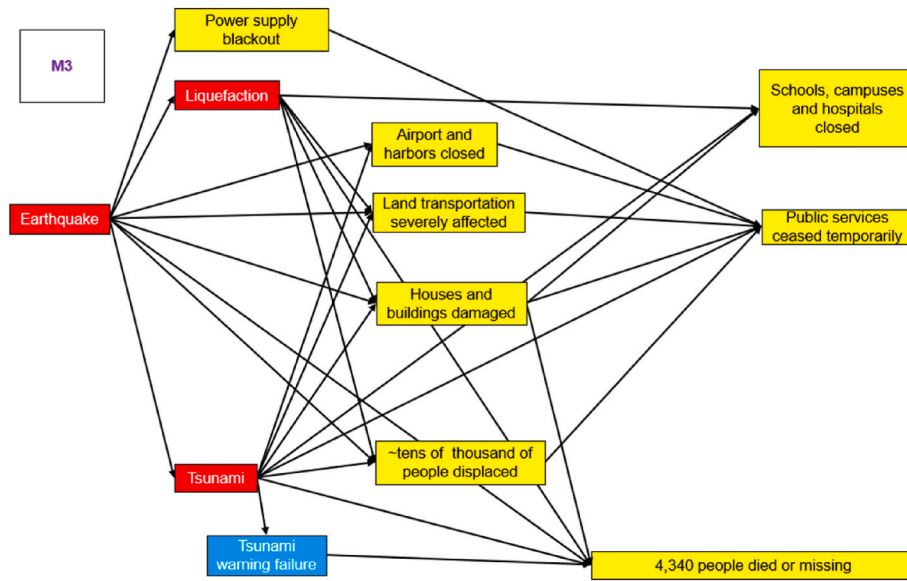 M3
Power supply
blackout
Liquefaction
Schools, campuses
and hospitals
closed
Airport and
harbors closed
Earthquake
Land transportation
severely affected
Public services
ceased temporarily
Houses and
buildings damaged
~tens of thousand of
people displaced
Tsunami
Tsunami
warning failure
4,340 people died or missing